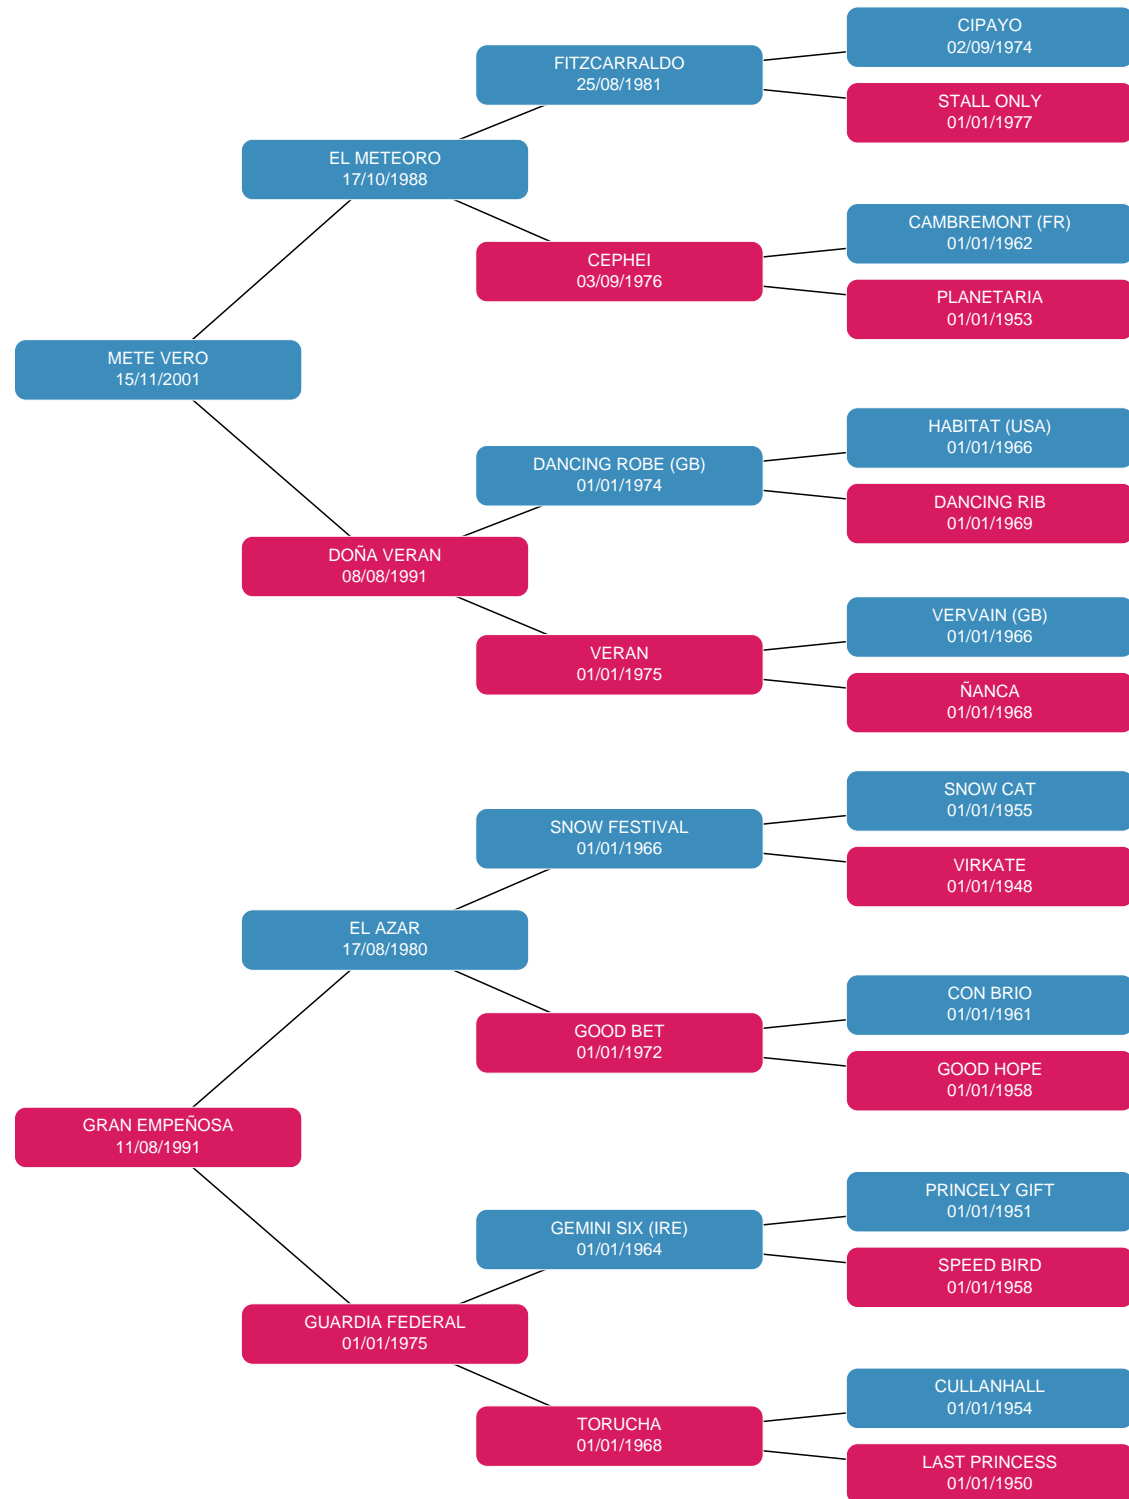 CIPAYO
02/09/1974
FITZCARRALDO
25/08/1981
STALL ONLY
01/01/1977
EL METEORO
17/10/1988
CAMBREMONT (FR)
01/01/1962
CEPHEI
03/09/1976
PLANETARIA
01/01/1953
METE VERO
15/11/2001
HABITAT (USA)
01/01/1966
DANCING ROBE (GB)
01/01/1974
DANCING RIB
01/01/1969
DOÑA VERAN
08/08/1991
VERVAIN (GB)
01/01/1966
VERAN
01/01/1975
ÑANCA
01/01/1968
SNOW CAT
01/01/1955
SNOW FESTIVAL
01/01/1966
VIRKATE
01/01/1948
EL AZAR
17/08/1980
CON BRIO
01/01/1961
GOOD BET
01/01/1972
GOOD HOPE
01/01/1958
GRAN EMPEÑOSA
11/08/1991
PRINCELY GIFT
01/01/1951
GEMINI SIX (IRE)
01/01/1964
SPEED BIRD
01/01/1958
GUARDIA FEDERAL
01/01/1975
CULLANHALL
01/01/1954
TORUCHA
01/01/1968
LAST PRINCESS
01/01/1950